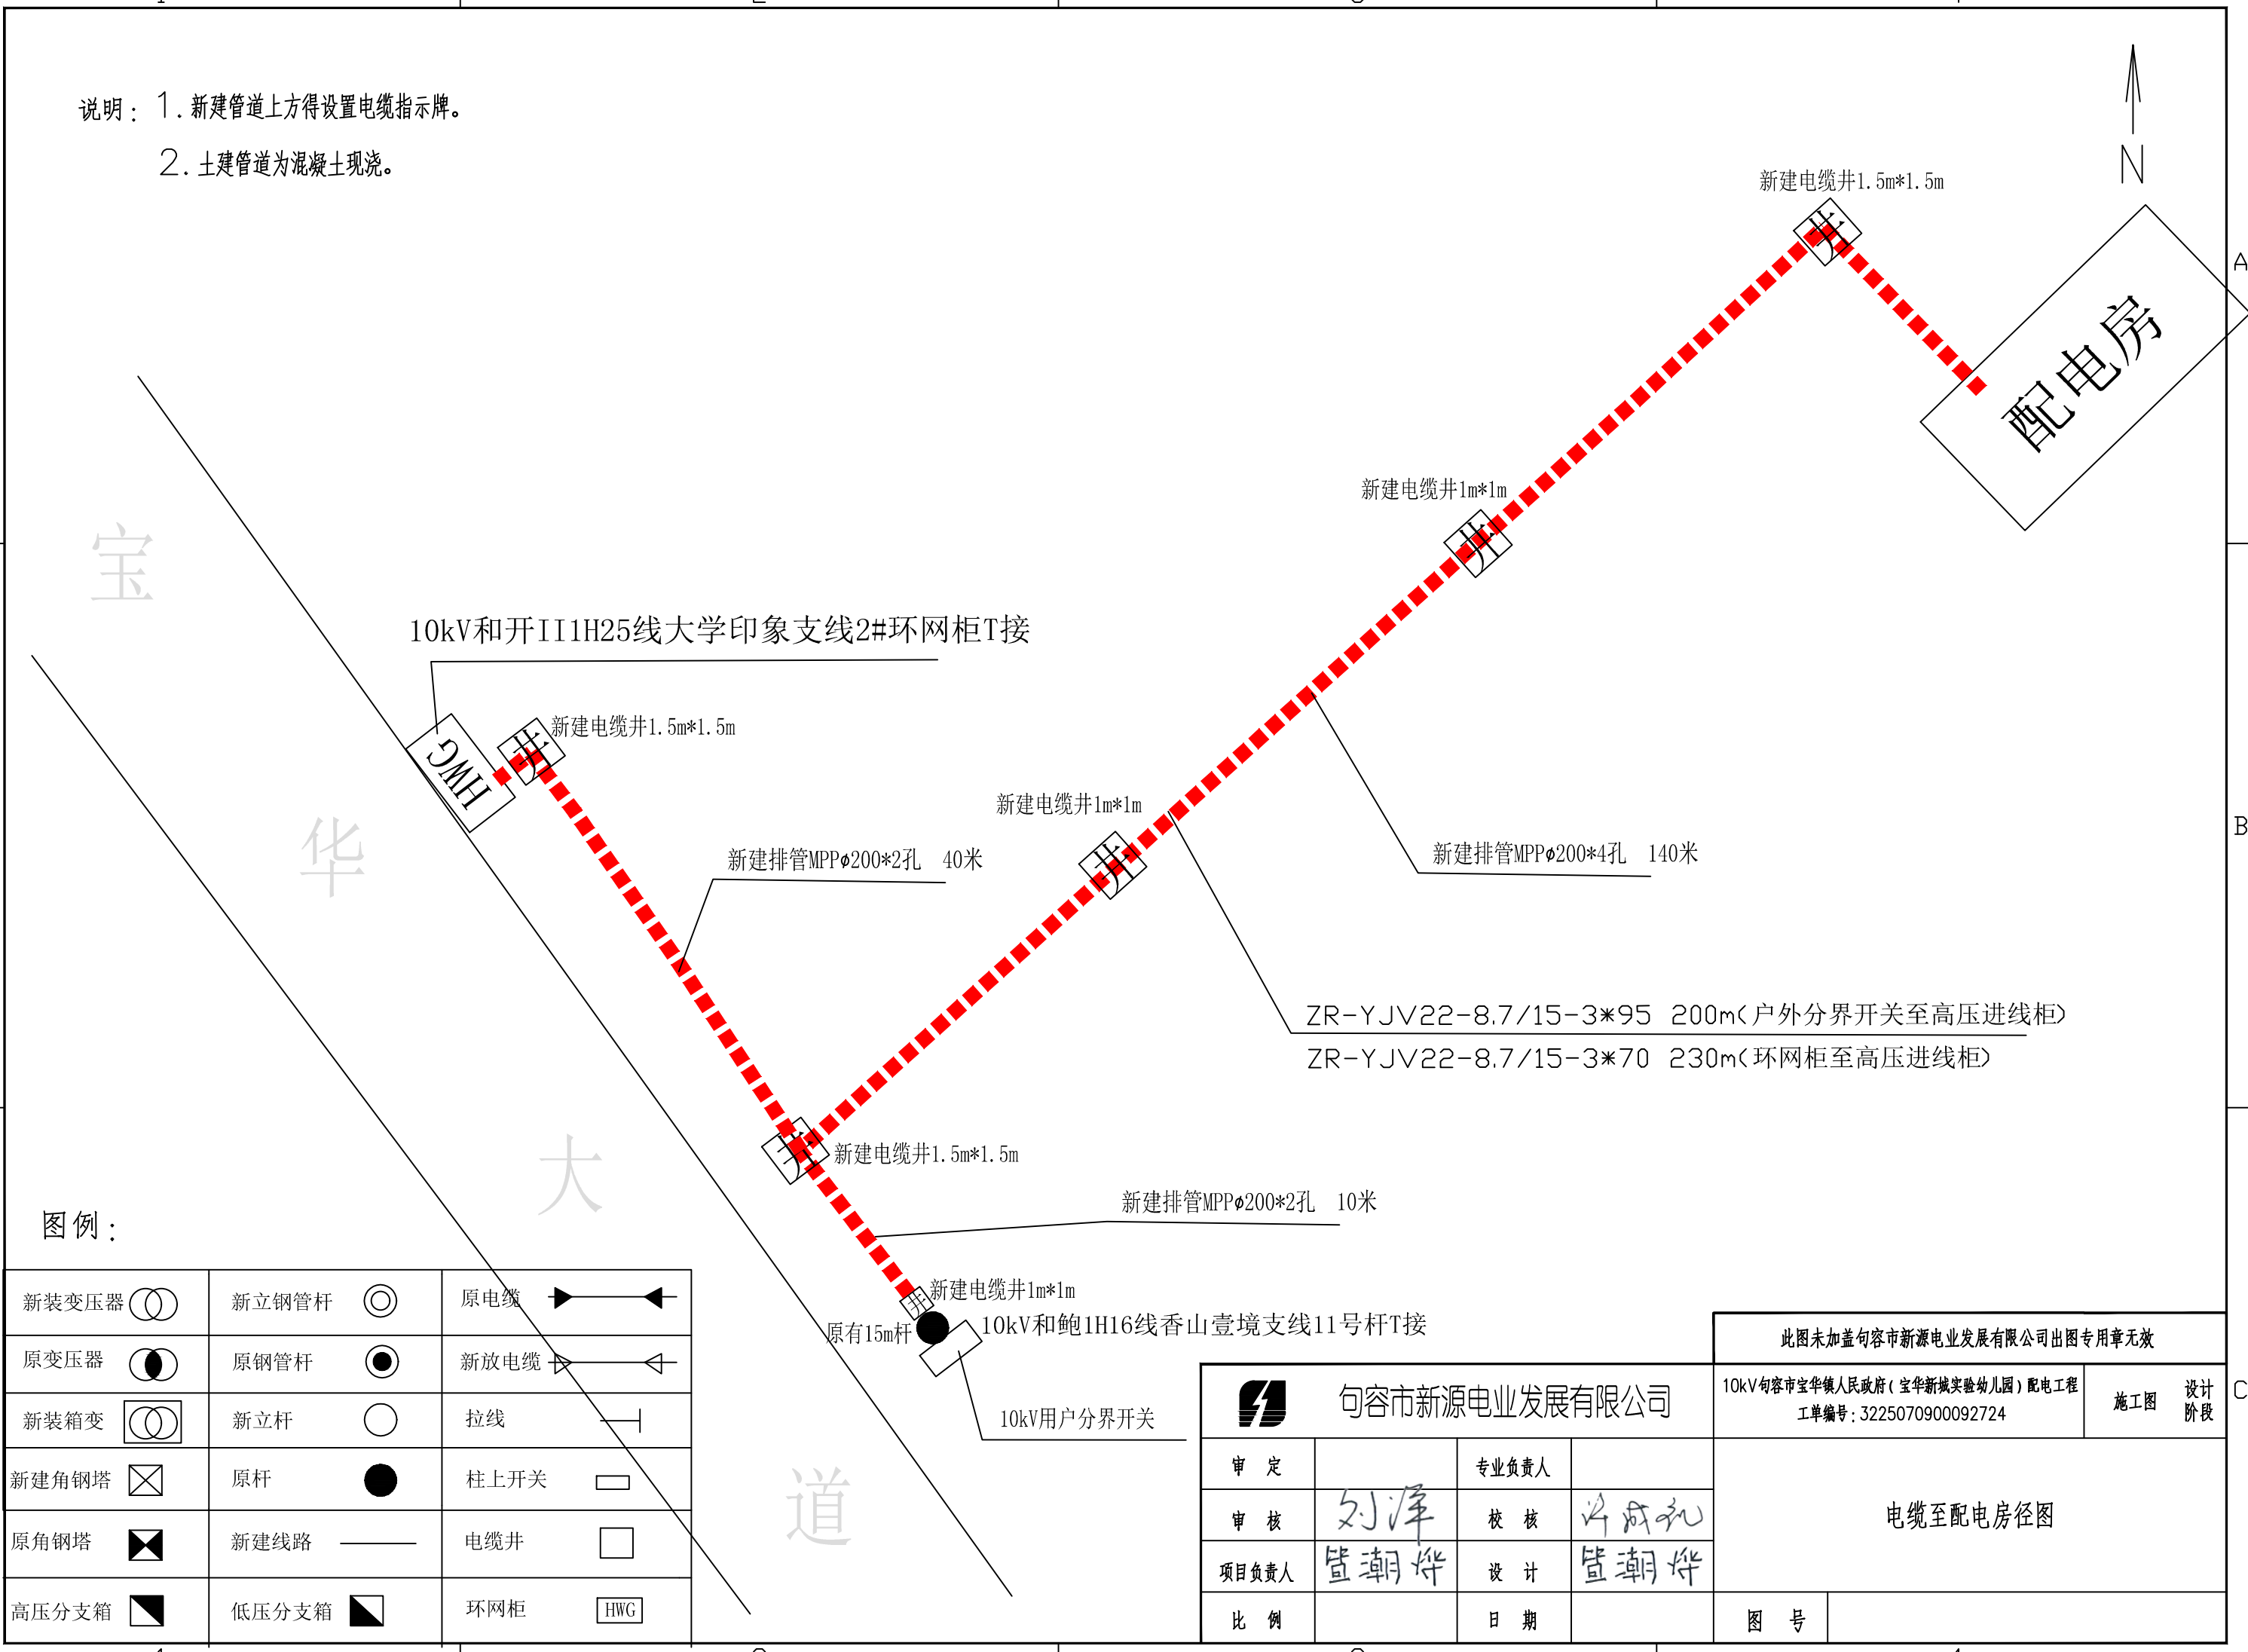 说明：1.新建管道上方得设置电缆指示牌。
2.土建管道为混凝土现浇。
N
新建电缆井1.5m*1.5m
井
A
配电房
新建电缆井1m*1m
井
宝
10kV和开II1H25线大学印象支线2#环网柜T接
HWG
井
新建电缆井1.5m*1.5m
新建电缆井1m*1m
井
B
华
新建排管MPPφ200*2孔 40米
新建排管MPPφ200*4孔 140米
ZR-YJV22-8.7/15-3*95 200m(户外分界开关至高压进线柜)
ZR-YJV22-8.7/15-3*70 230m(环网柜至高压进线柜)
大
井
新建电缆井1.5m*1.5m
新建排管MPPφ200*2孔 10米
井
新建电缆井1m*1m
原有15m杆
10kV和鲍1H16线香山壹境支线11号杆T接
10kV用户分界开关
道
图例：
新装变压器 新立钢管杆 原电缆
原变压器 原钢管杆 新放电缆
新装箱变 新立杆 拉线
新建角钢塔 原杆 柱上开关
原角钢塔 新建线路 电缆井
高压分支箱 低压分支箱 环网柜 HWG
此图未加盖句容市新源电业发展有限公司出图专用章无效
句容市新源电业发展有限公司
10kV句容市宝华镇人民政府(宝华新城实验幼儿园)配电工程
工单编号:3225070900092724
施工图
设计
阶段
C
审 定 专业负责人
审 核 刘洋 校 核
项目负责人 暨潮烨 设 计 暨潮烨
比 例 日 期
电缆至配电房径图
图 号